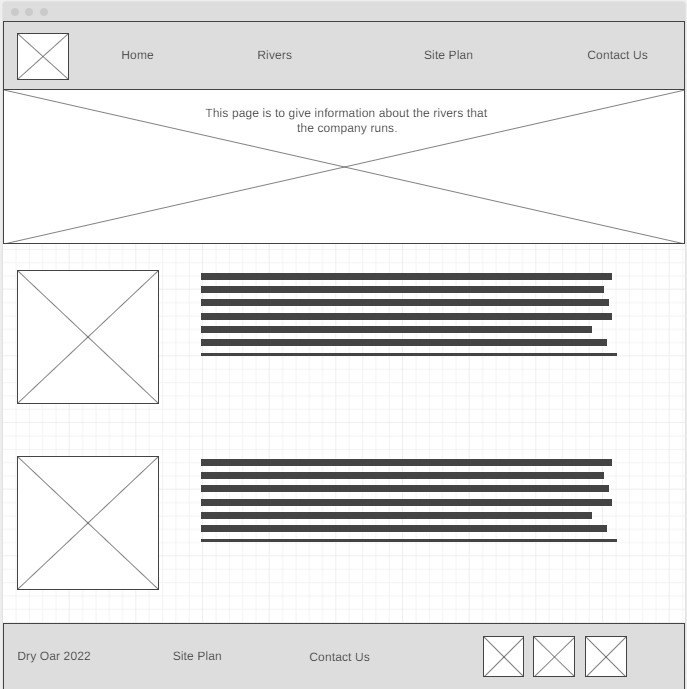 Home Rivers Site Plan Contact Us
This page is to give information about the rivers that
the company runs.
Dry Oar 2022 Site Plan Contact Us